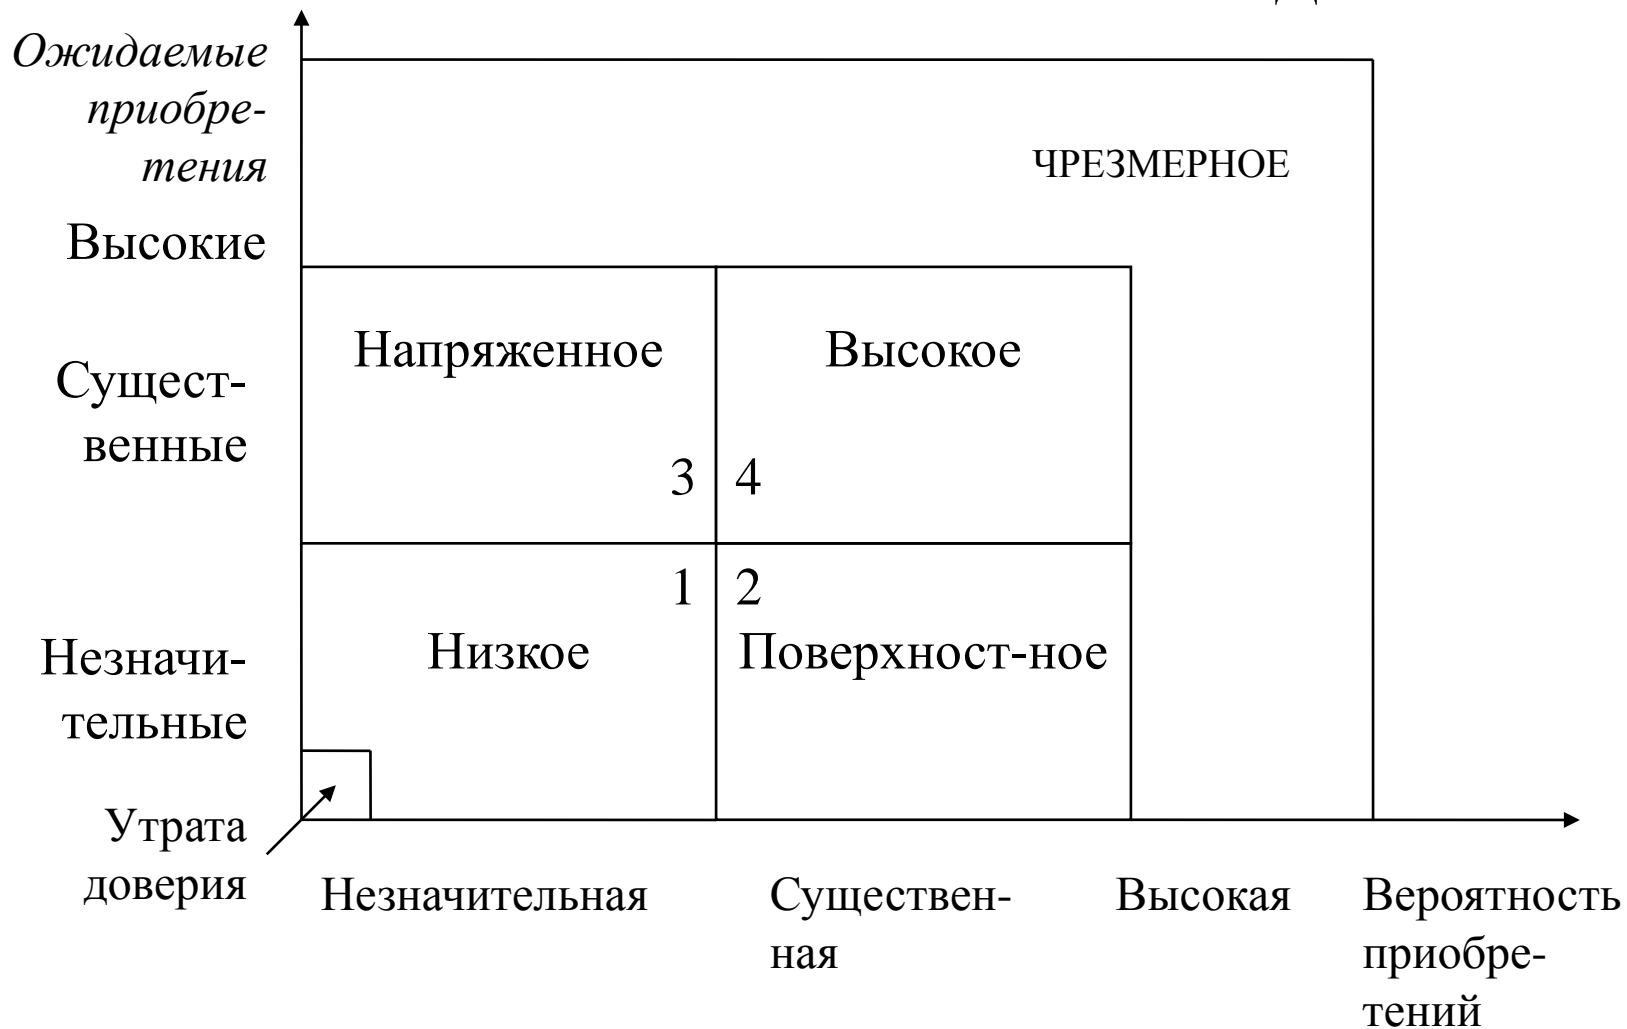 Ожидаемые
приобре-
тения
ЧРЕЗМЕРНОЕ
Высокие
Напряженное
Высокое
Сущест-
венные
3
4
1
2
Незначи-
тельные
Низкое
Поверхност-ное
Утрата
доверия
Незначительная
Существен-
ная
Высокая
Вероятность
приобре-
тений